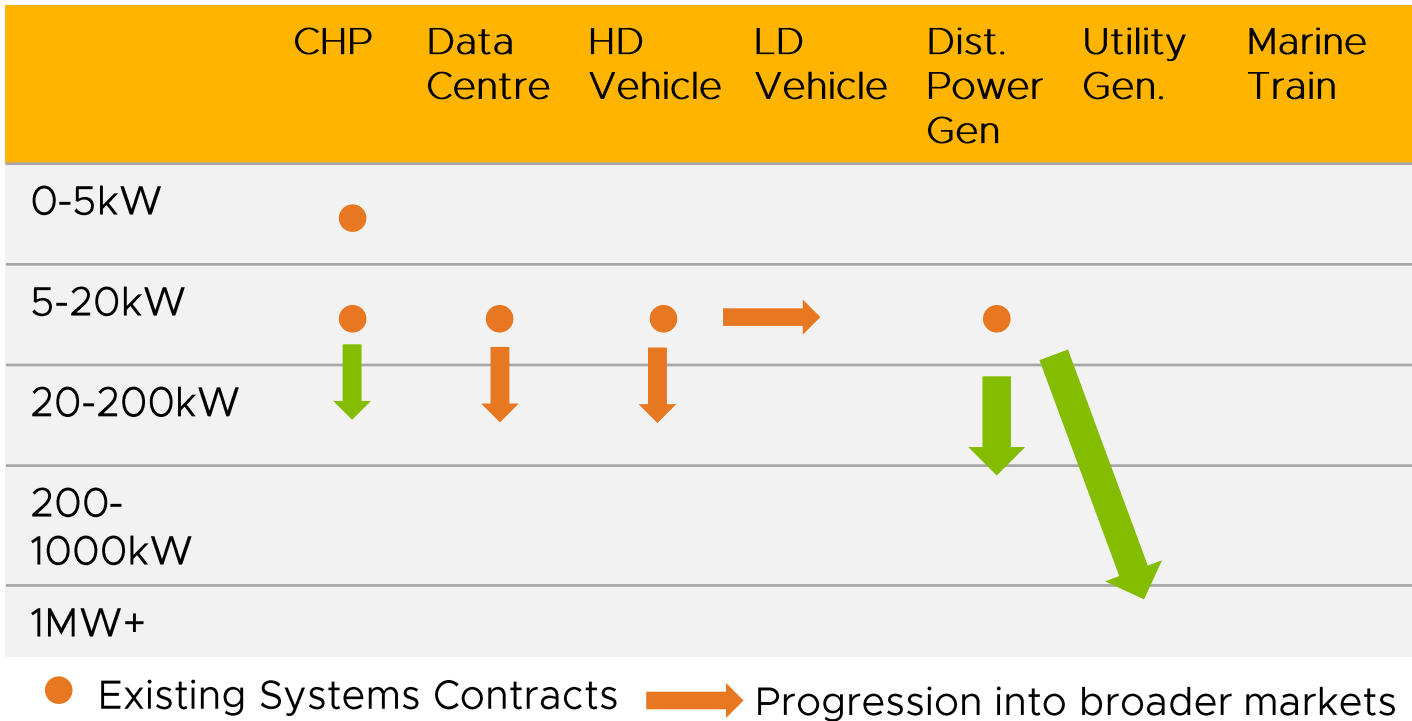 CHP Data HD LD Dist. Utility Marine
Centre Vehicle Vehicle Power Gen. Train
Gen
0-5kW
5-20kW
20-200kW
200-
1000kW
1MW+
Existing Systems Contracts Progression into broader markets